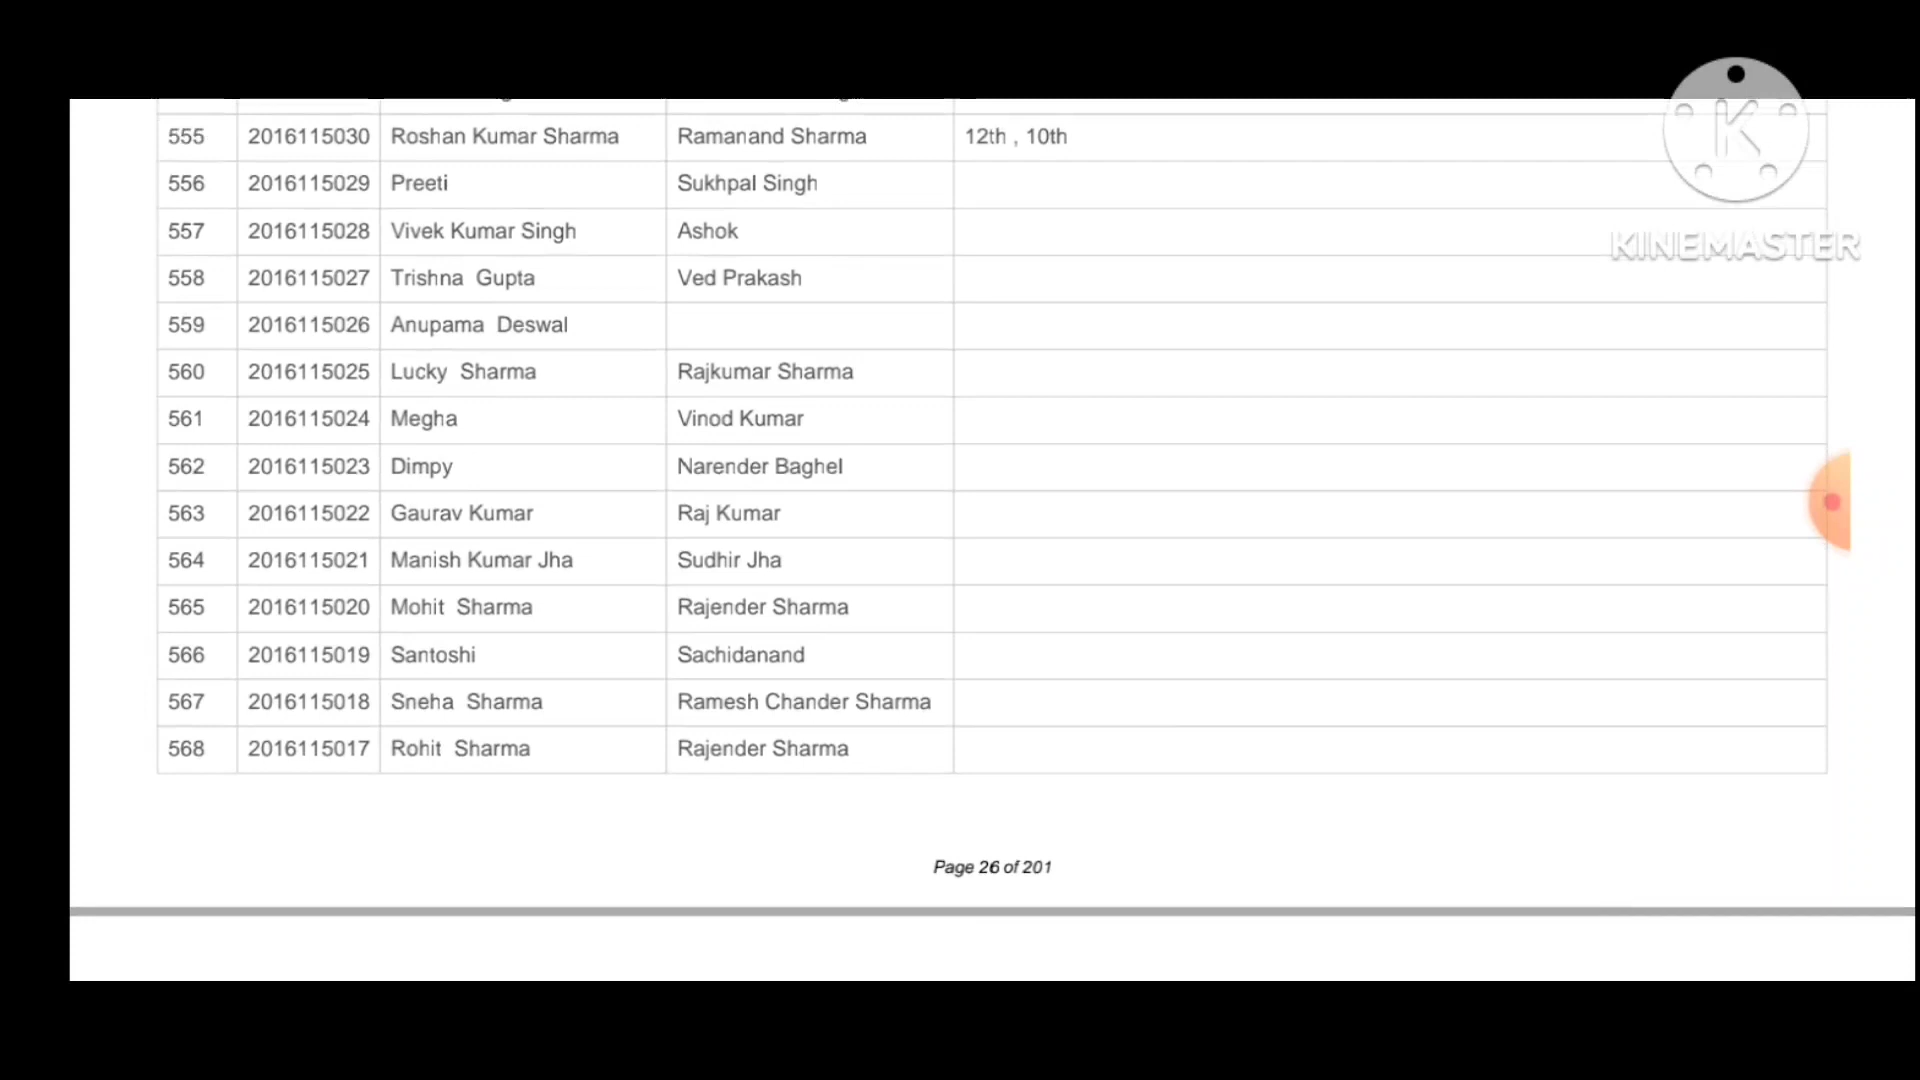 555 2016115030 Roshan Kumar Sharma Ramanand Sharma 12th , 10th
556 2016115029 Preeti Sukhpal Singh
557 2016115028 Vivek Kumar Singh Ashok
558 2016115027 Trishna Gupta Ved Prakash
559 2016115026 Anupama Deswal
560 2016115025 Lucky Sharma Rajkumar Sharma
561 2016115024 Megha Vinod Kumar
562 2016115023 Dimpy Narender Baghel
563 2016115022 Gaurav Kumar Raj Kumar
564 2016115021 Manish Kumar Jha Sudhir Jha
565 2016115020 Mohit Sharma Rajender Sharma
566 2016115019 Santoshi Sachidanand
567 2016115018 Sneha Sharma Ramesh Chander Sharma
568 2016115017 Rohit Sharma Rajender Sharma
Page 26 of 201
K
KINEMASTER